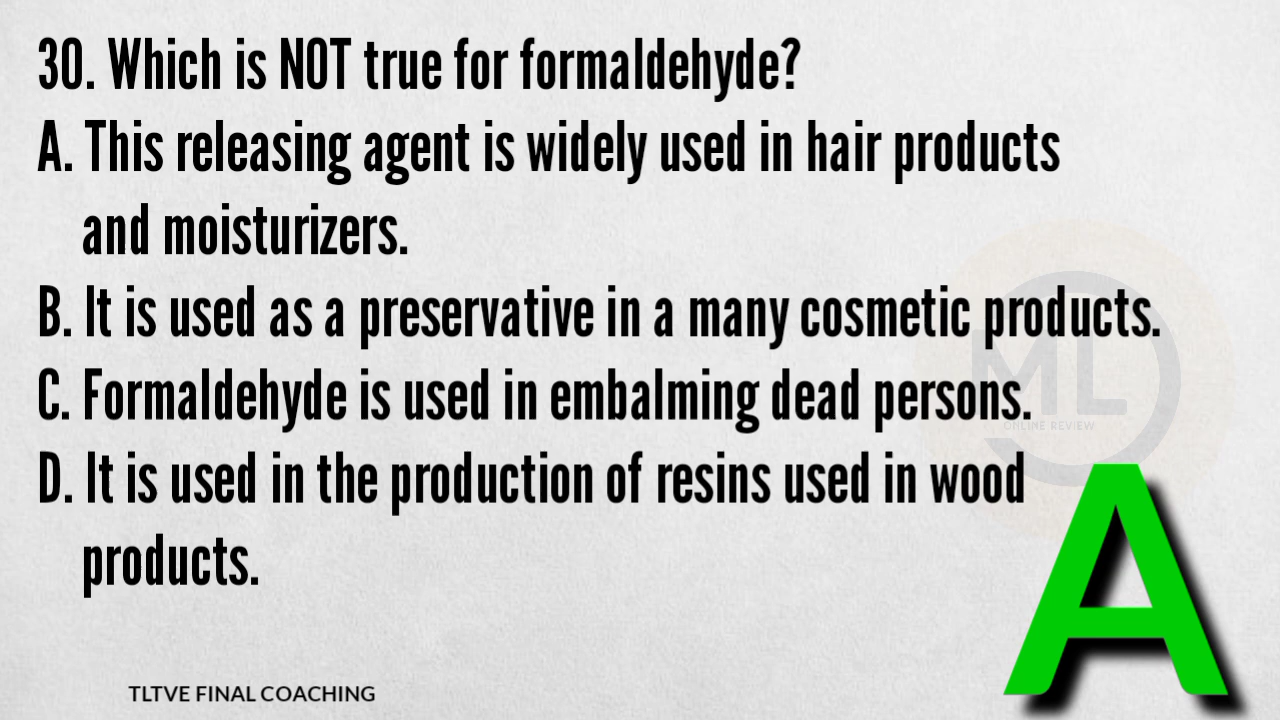 30. Which is NOT true for formaldehyde?
A. This releasing agent is widely used in hair products
and moisturizers.
B. It is used as a preservative in a many cosmetic products.
C. Formaldehyde is used in embalming dead persons.
D. It is used in the production of resins used in wood
products.
ML
ONLINE REVIEW
A
TLTVE FINAL COACHING